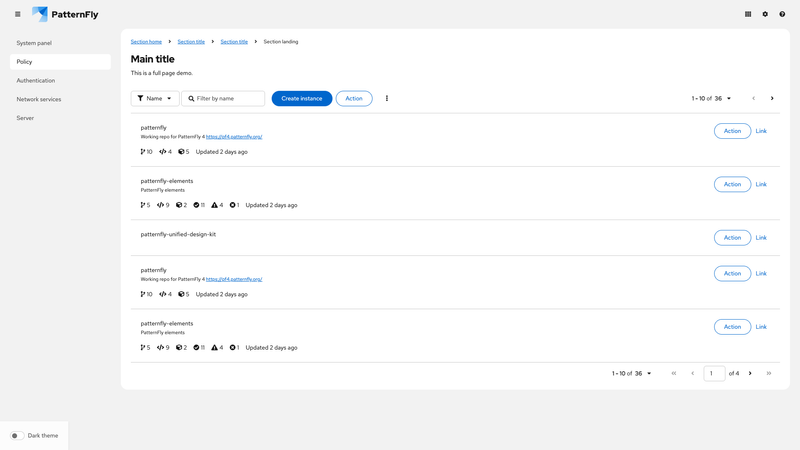 PatternFly
System panel
Policy
Authentication
Network services
Server
Section home Section title Section title Section landing
Main title
This is a full page demo.
Name Filter by name Create instance Action 1 - 10 of 36
patternfly
Working repo for PatternFly 4 https://pf4.patternfly.org/
10 4 5 Updated 2 days ago
Action Link
patternfly-elements
PatternFly elements
5 9 2 11 4 1 Updated 2 days ago
Action Link
patternfly-unified-design-kit
Action Link
patternfly
Working repo for PatternFly 4 https://pf4.patternfly.org/
10 4 5 Updated 2 days ago
Action Link
patternfly-elements
PatternFly elements
5 9 2 11 4 1 Updated 2 days ago
Action Link
1 - 10 of 36 1 of 4
Dark theme